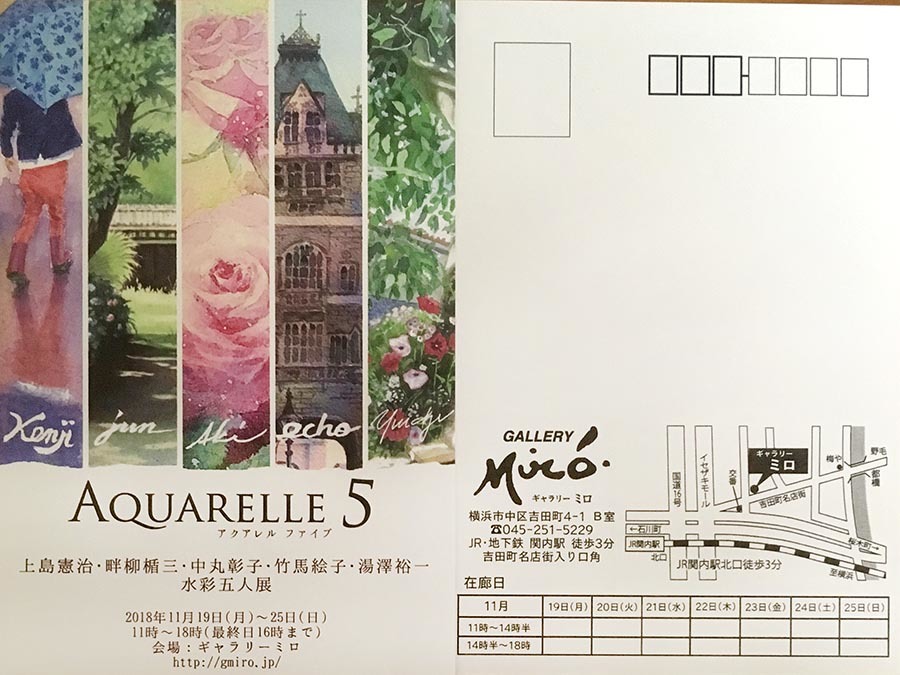 Kenji
jun
Aki
echo
Yuichi
AQUARELLE 5
アクアレル ファイブ
上島憲治・畔柳楯三・中丸彰子・竹馬絵子・湯澤裕一
水彩五人展
2018年11月19日(月)～25日(日)
11時～18時(最終日16時まで)
会場：ギャラリーミロ
http://gmiro.jp/
GALLERY
Miró.
ギャラリー ミロ
横浜市中区吉田町4-1 B室
☎045-251-5229
JR・地下鉄 関内駅 徒歩3分
吉田町名店街入り口角
国道16号
イセザキモール
交番
ギャラリー
ミロ
吉田町名店街
梅や
野毛
都橋
←石川町
JR関内駅
北口
桜木町→
JR関内駅北口徒歩3分
至横浜
在廊日
11月 19日(月) 20日(火) 21日(水) 22日(木) 23日(金) 24日(土) 25日(日)
11時～14時半
14時半～18時